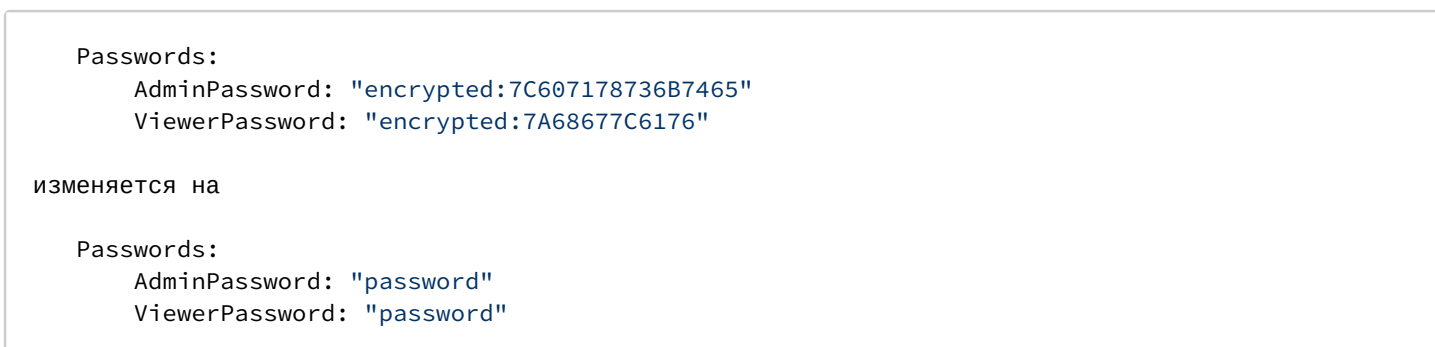 Passwords:
AdminPassword: "encrypted:7C607178736B7465"
ViewerPassword: "encrypted:7A68677C6176"
изменяется на
Passwords:
AdminPassword: "password"
ViewerPassword: "password"